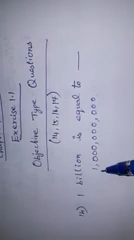 Exercise 1.1
Objective Type Questions
(14, 15, 16, 17)
14) 1 billion is equal to —
1,000,000,000